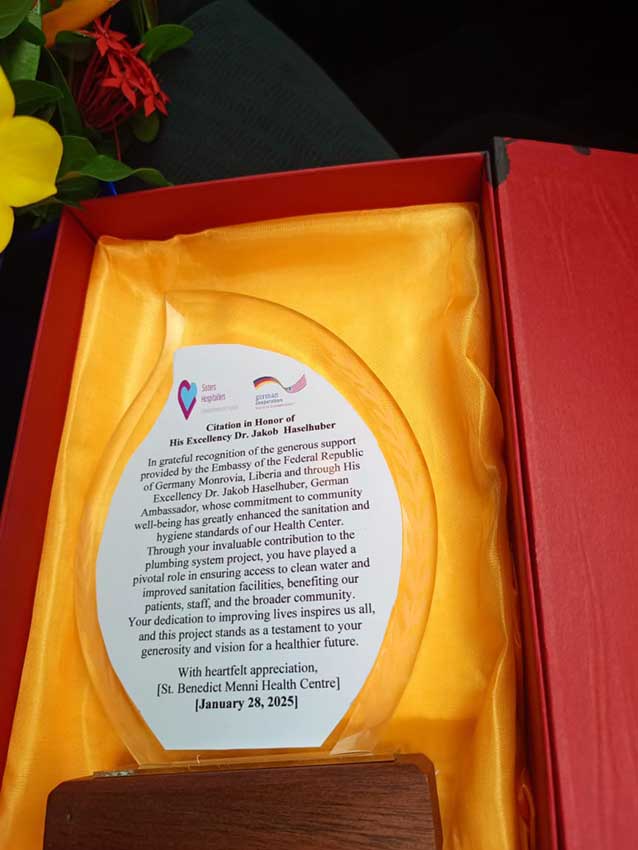 Sisters
Hospitallers
german
cooperation
Citation in Honor of
His Excellency Dr. Jakob Haselhuber
In grateful recognition of the generous support
provided by the Embassy of the Federal Republic
of Germany Monrovia, Liberia and through His
Excellency Dr. Jakob Haselhuber, German
Ambassador, whose commitment to community
well-being has greatly enhanced the sanitation and
hygiene standards of our Health Center.
Through your invaluable contribution to the
plumbing system project, you have played a
pivotal role in ensuring access to clean water and
improved sanitation facilities, benefiting our
patients, staff, and the broader community.
Your dedication to improving lives inspires us all,
and this project stands as a testament to your
generosity and vision for a healthier future.
With heartfelt appreciation,
[St. Benedict Menni Health Centre]
[January 28, 2025]